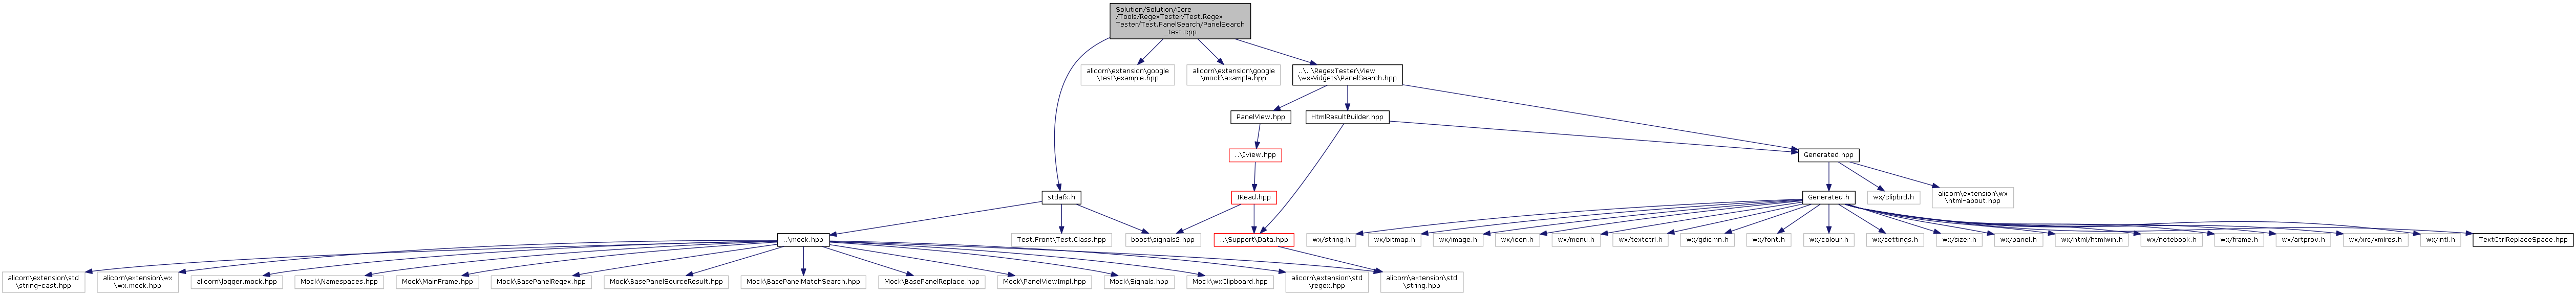 Solution/Solution/Core
/Tools/RegexTester/Test.Regex
Tester/Test.PanelSearch/PanelSearch
_test.cpp
alicorn\extension\google
\test\example.hpp
alicorn\extension\google
\mock\example.hpp
..\..\RegexTester\View
\wxWidgets\PanelSearch.hpp
PanelView.hpp
HtmlResultBuilder.hpp
..\IView.hpp
Generated.hpp
stdafx.h
IRead.hpp
Generated.h
wx/clipbrd.h
alicorn\extension\wx
\html-about.hpp
..\mock.hpp
Test.Front\Test.Class.hpp
boost\signals2.hpp
..\Support\Data.hpp
wx/string.h
wx/bitmap.h
wx/image.h
wx/icon.h
wx/menu.h
wx/textctrl.h
wx/gdicmn.h
wx/font.h
wx/colour.h
wx/settings.h
wx/sizer.h
wx/panel.h
wx/html/htmlwin.h
wx/notebook.h
wx/frame.h
wx/artprov.h
wx/xrc/xmlres.h
wx/intl.h
TextCtrlReplaceSpace.hpp
alicorn\extension\std
\string-cast.hpp
alicorn\extension\wx
\wx.mock.hpp
alicorn\logger.mock.hpp
Mock\Namespaces.hpp
Mock\MainFrame.hpp
Mock\BasePanelRegex.hpp
Mock\BasePanelSourceResult.hpp
Mock\BasePanelMatchSearch.hpp
Mock\BasePanelReplace.hpp
Mock\PanelViewImpl.hpp
Mock\Signals.hpp
Mock\wxClipboard.hpp
alicorn\extension\std
\regex.hpp
alicorn\extension\std
\string.hpp